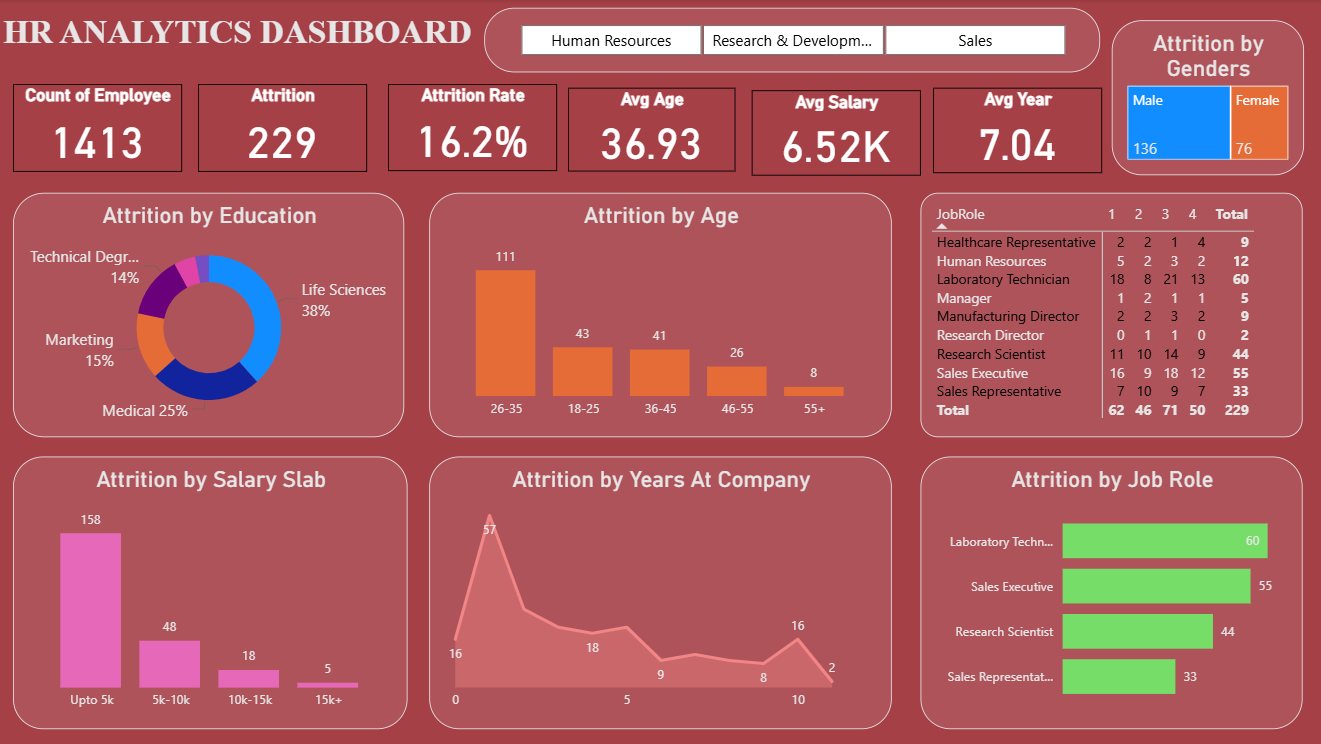 HR ANALYTICS DASHBOARD
Human Resources
Research & Developm...
Sales
Attrition by
Genders
Male
136
Female
76
Count of Employee
1413
Attrition
229
Attrition Rate
16.2%
Avg Age
36.93
Avg Salary
6.52K
Avg Year
7.04
Attrition by Education
Technical Degr...
14%
Life Sciences
38%
Marketing
15%
Medical 25%
Attrition by Age
111
43
41
26
8
26-35 18-25 36-45 46-55 55+
JobRole 1 2 3 4 Total
Healthcare Representative 2 2 1 4 9
Human Resources 5 2 3 2 12
Laboratory Technician 18 8 21 13 60
Manager 1 2 1 1 5
Manufacturing Director 2 2 3 2 9
Research Director 0 1 1 0 2
Research Scientist 11 10 14 9 44
Sales Executive 16 9 18 12 55
Sales Representative 7 10 9 7 33
Total 62 46 71 50 229
Attrition by Salary Slab
158
48
18
5
Upto 5k 5k-10k 10k-15k 15k+
Attrition by Years At Company
57
16
18
9
8
16
2
0 5 10
Attrition by Job Role
Laboratory Techn... 60
Sales Executive 55
Research Scientist 44
Sales Representat... 33